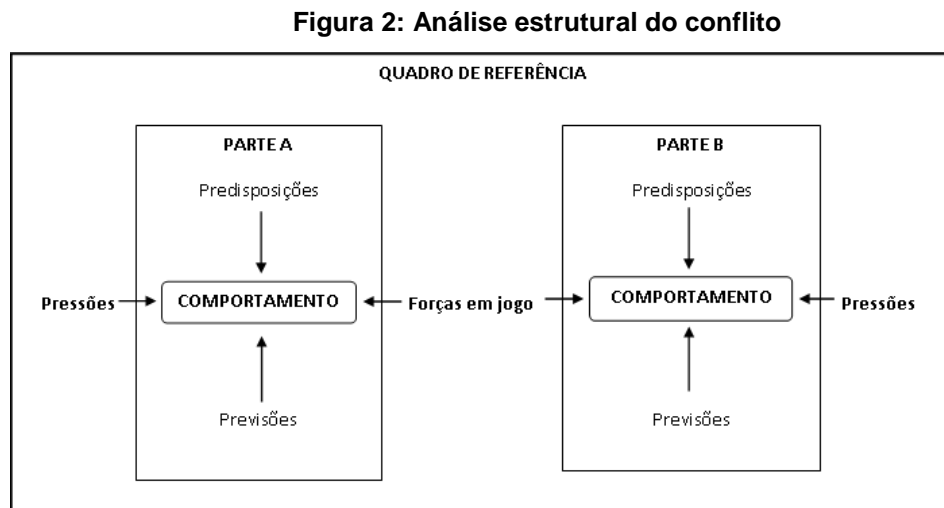 Figura 2: Análise estrutural do conflito
QUADRO DE REFERÊNCIA
PARTE A
PARTE B
Predisposições
Predisposições
Pressões
COMPORTAMENTO
Forças em jogo
COMPORTAMENTO
Pressões
Previsões
Previsões